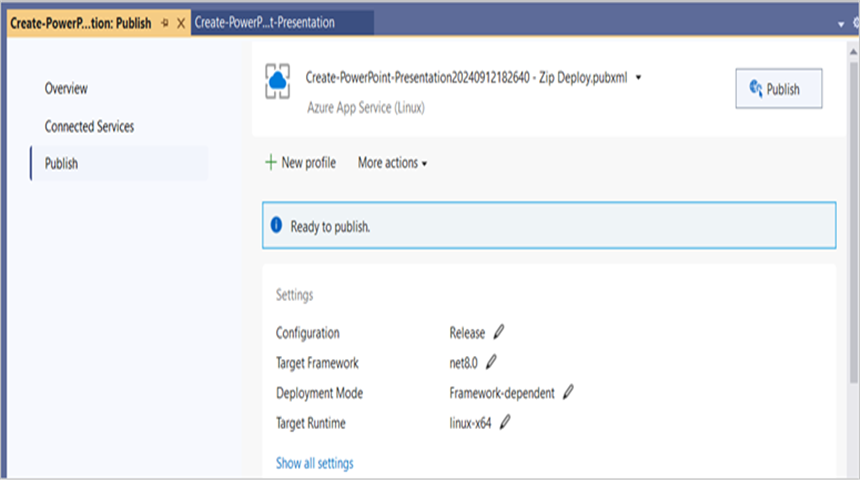 Create-PowerP...tion: Publish
Create-PowerP...t-Presentation
Overview
Connected Services
Publish
Create-PowerPoint-Presentation20240912182640 - Zip Deploy.pubxml
Azure App Service (Linux)
Publish
New profile
More actions
Ready to publish.
Settings
Configuration Release
Target Framework net8.0
Deployment Mode Framework-dependent
Target Runtime linux-x64
Show all settings